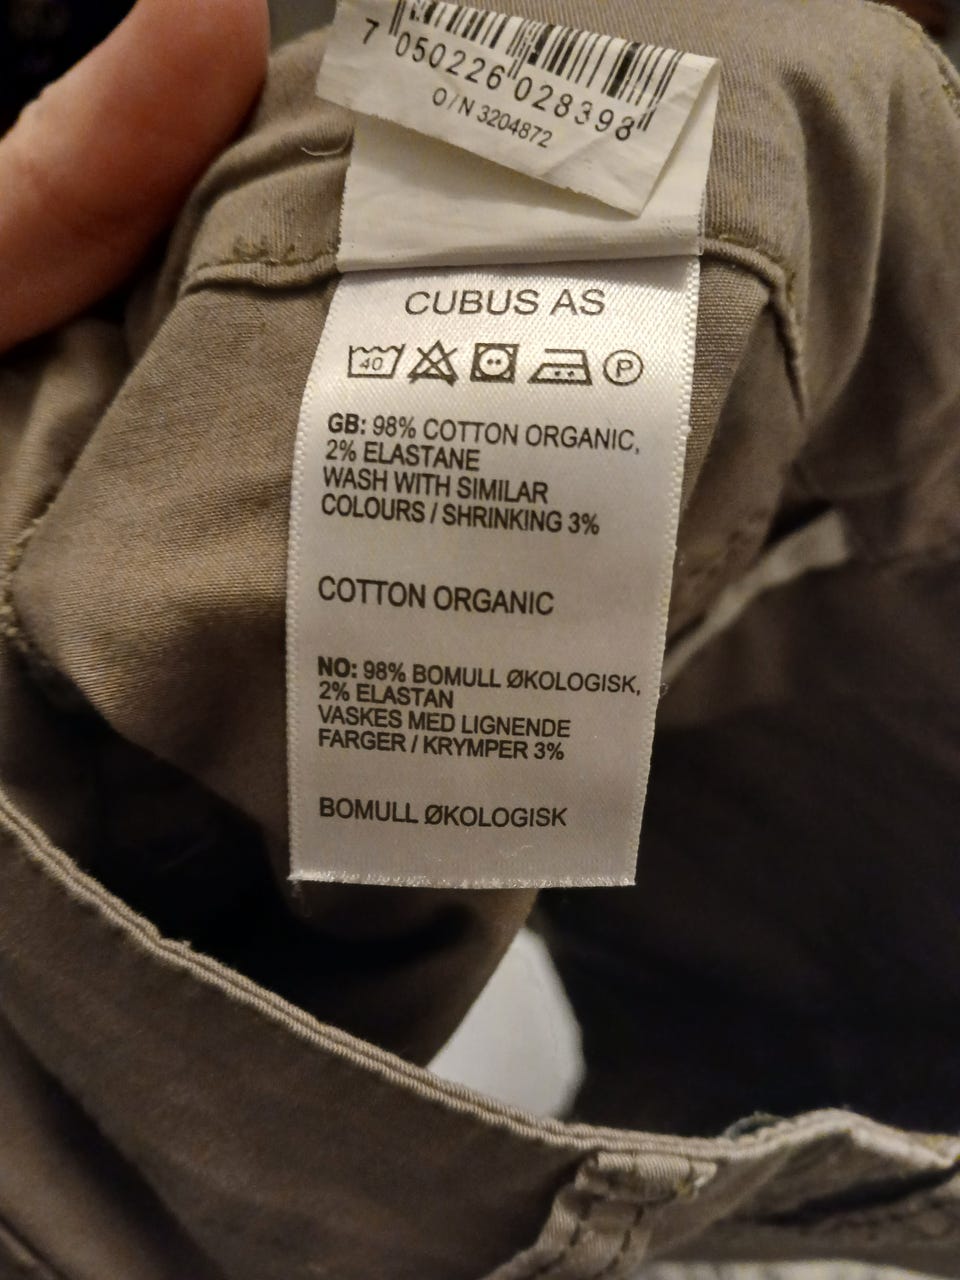 7 050226 028398
O/N 3204872
CUBUS AS
40 P
GB: 98% COTTON ORGANIC,
2% ELASTANE
WASH WITH SIMILAR
COLOURS / SHRINKING 3%
COTTON ORGANIC
NO: 98% BOMULL ØKOLOGISK,
2% ELASTAN
VASKES MED LIGNENDE
FARGER / KRYMPER 3%
BOMULL ØKOLOGISK